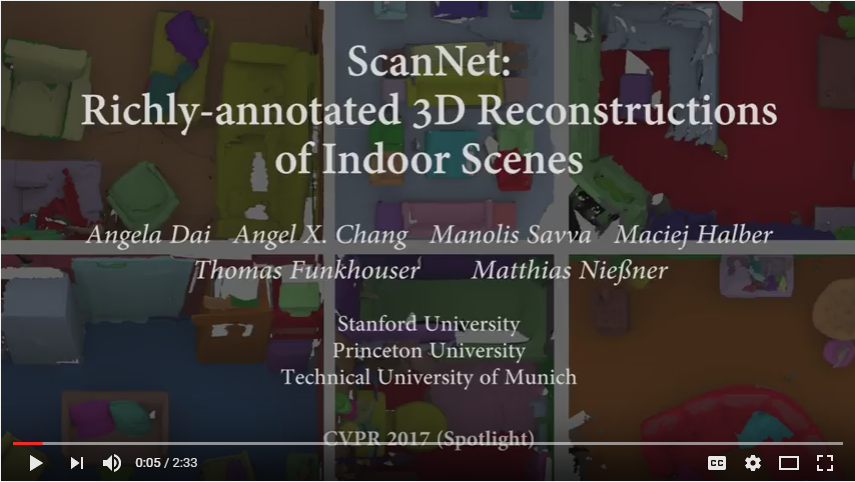 ScanNet:
Richly-annotated 3D Reconstructions
of Indoor Scenes
Angela Dai Angel X. Chang Manolis Savva Maciej Halber
Thomas Funkhouser Matthias Nießner
Stanford University
Princeton University
Technical University of Munich
CVPR 2017 (Spotlight)
0:05 / 2:33 CC